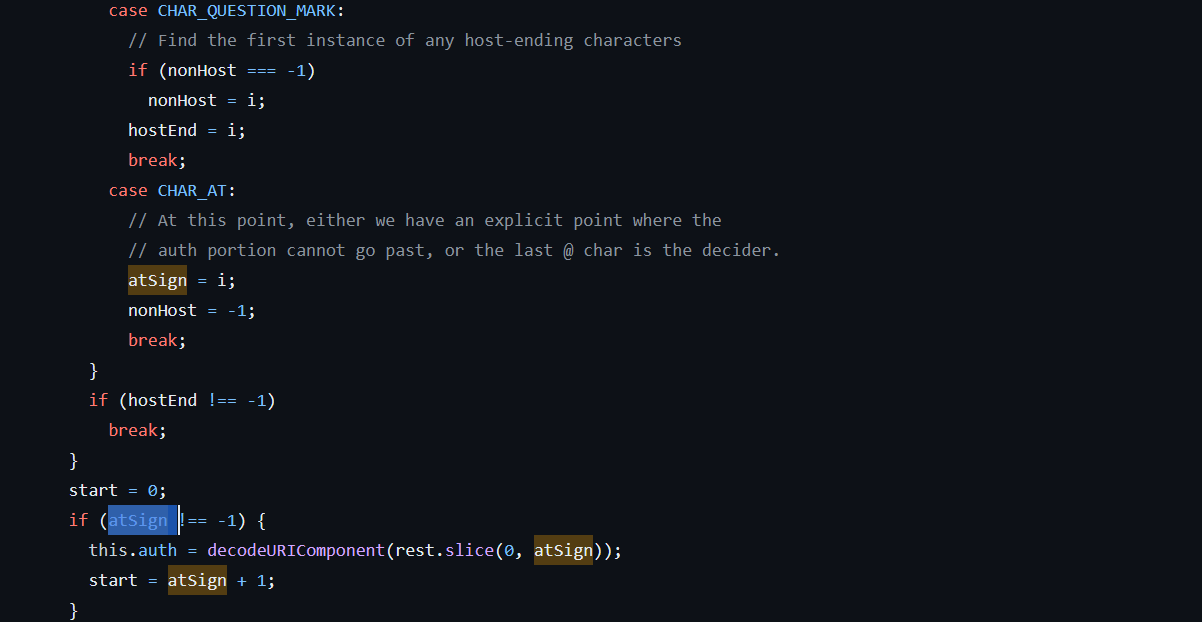 case CHAR_QUESTION_MARK:
// Find the first instance of any host-ending characters
if (nonHost === -1)
nonHost = i;
hostEnd = i;
break;
case CHAR_AT:
// At this point, either we have an explicit point where the
// auth portion cannot go past, or the last @ char is the decider.
atSign = i;
nonHost = -1;
break;
}
if (hostEnd !== -1)
break;
}
start = 0;
if (atSign !== -1) {
this.auth = decodeURIComponent(rest.slice(0, atSign));
start = atSign + 1;
}